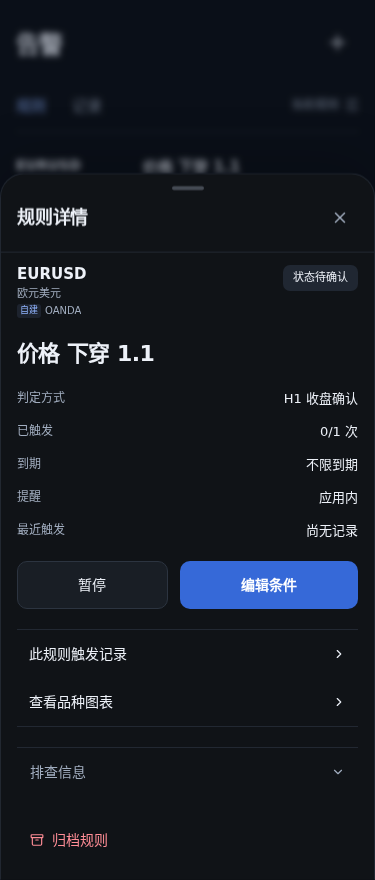 告警
规则 记录
EURUSD 价格 下穿 1.1
规则详情
EURUSD
状态待确认
欧元美元
自建 OANDA
价格 下穿 1.1
判定方式 H1 收盘确认
已触发 0/1 次
到期 不限到期
提醒 应用内
最近触发 尚无记录
暂停 编辑条件
此规则触发记录
查看品种图表
排查信息
归档规则